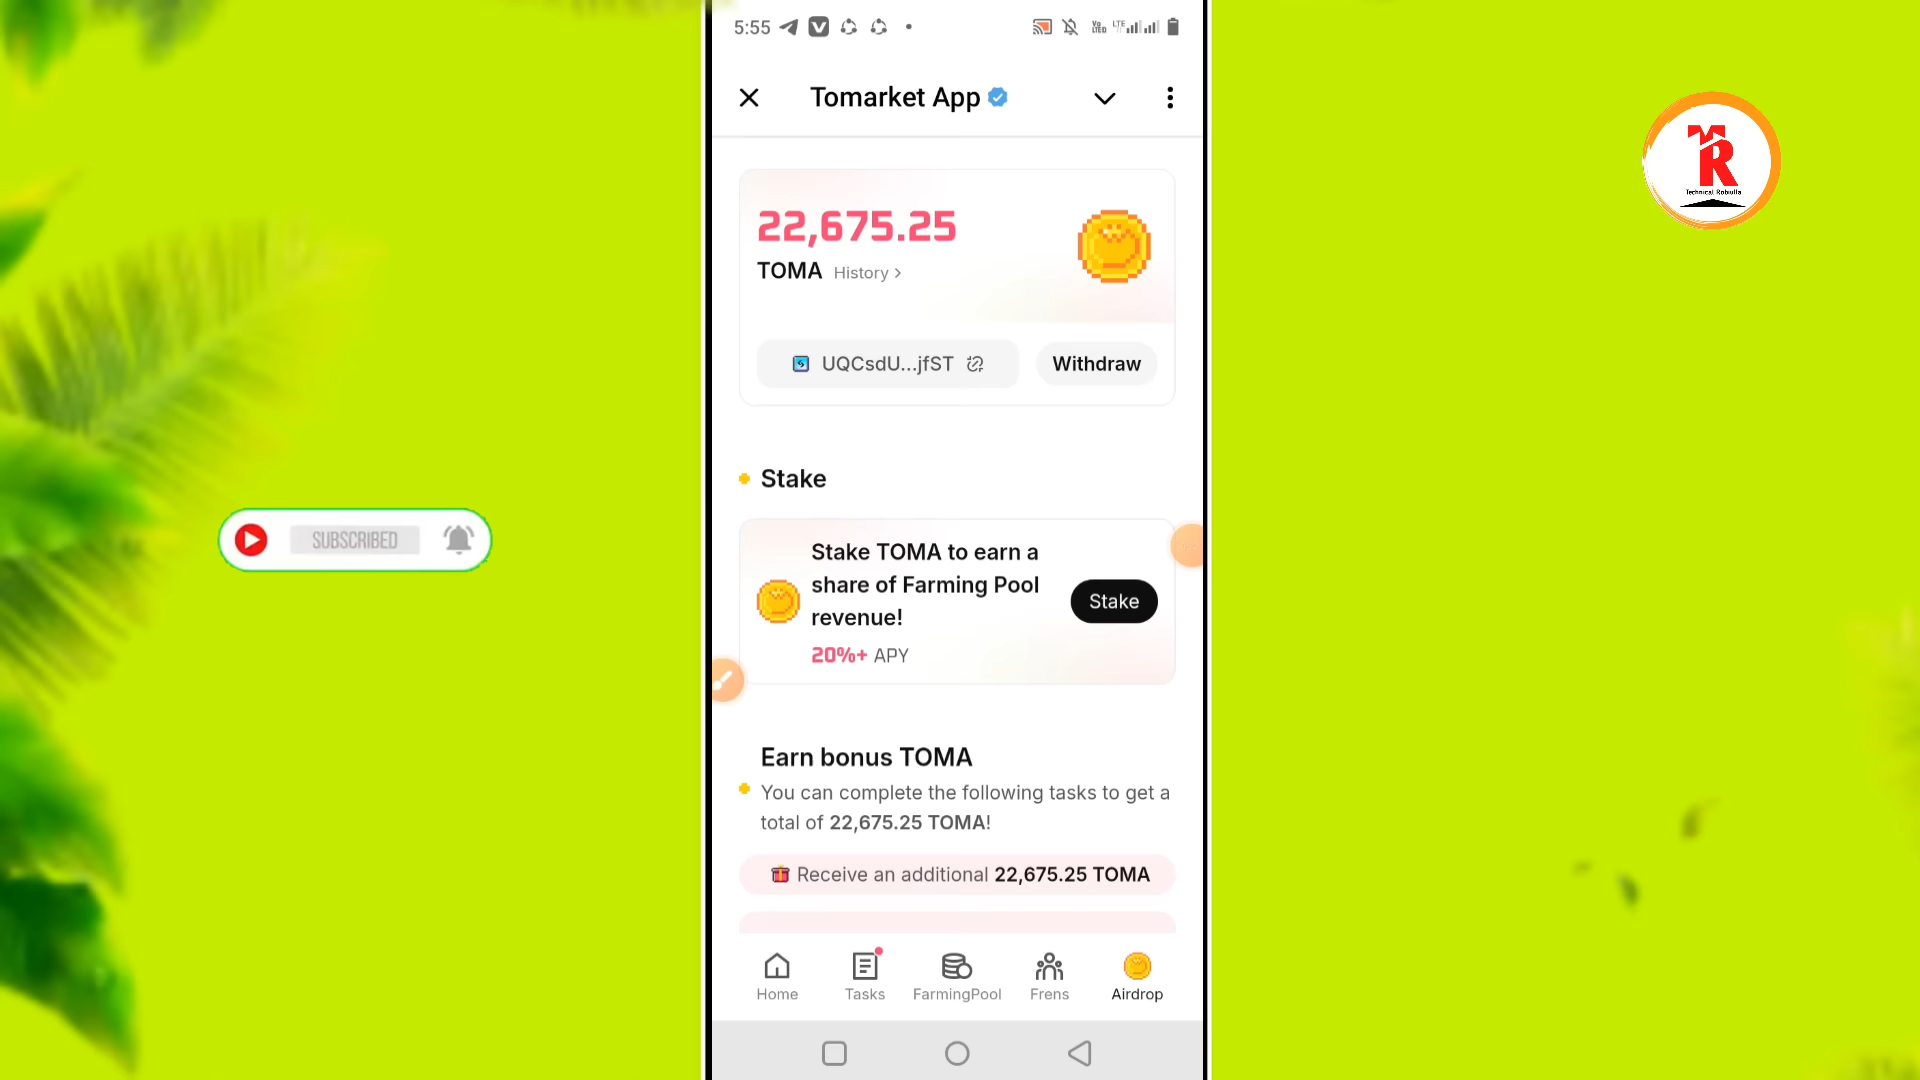 5:55
Tomarket App
22,675.25
TOMA History >
UQCsdU...jfST
Withdraw
Stake
Stake TOMA to earn a
share of Farming Pool
revenue!
20%+ APY
Stake
Earn bonus TOMA
You can complete the following tasks to get a
total of 22,675.25 TOMA!
Receive an additional 22,675.25 TOMA
Home
Tasks
FarmingPool
Frens
Airdrop
SUBSCRIBED
Technical Robiulla